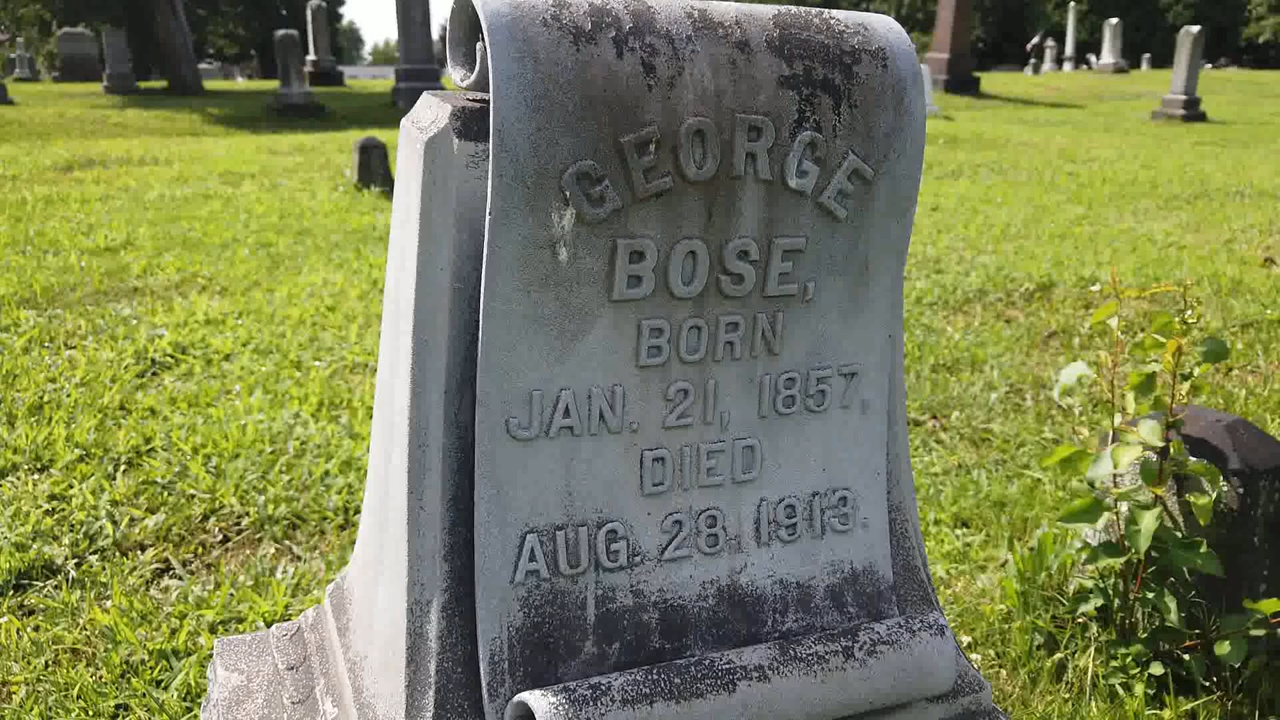 GEORGE
BOSE,
BORN
JAN. 21, 1857,
DIED
AUG. 28. 1913.